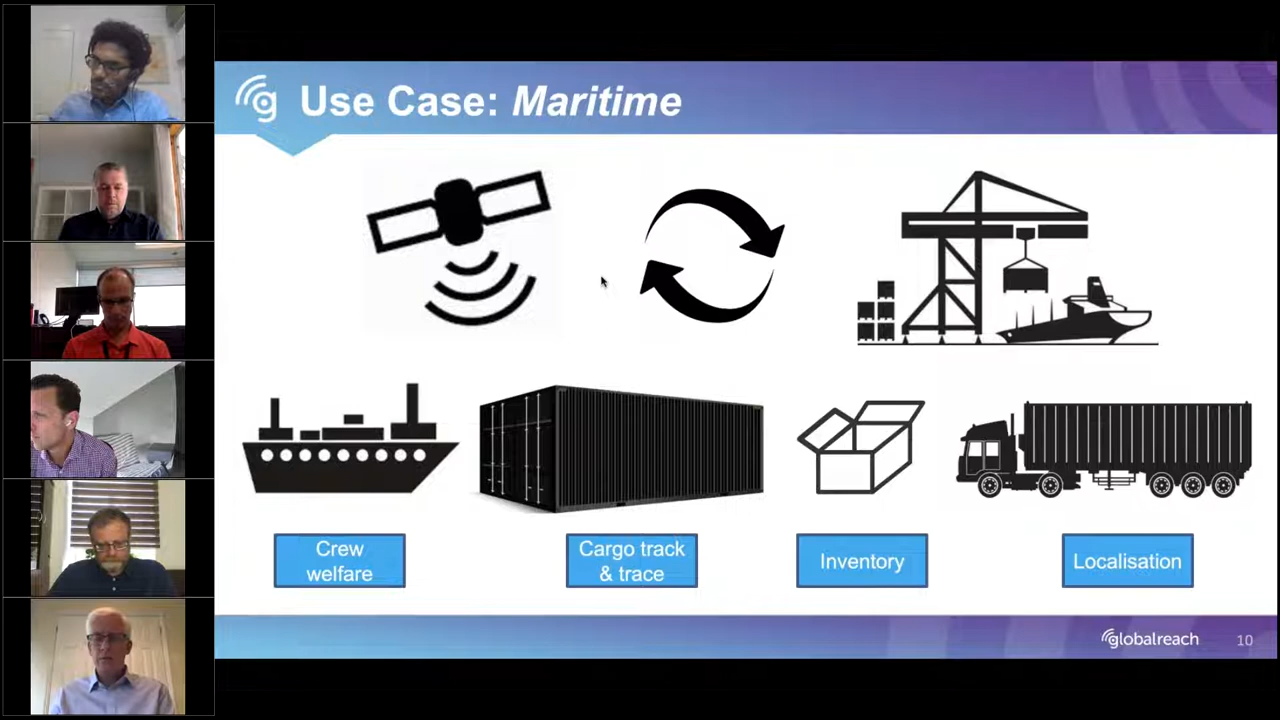 Use Case: Maritime
Crew
welfare
Cargo track
& trace
Inventory
Localisation
globalreach
10